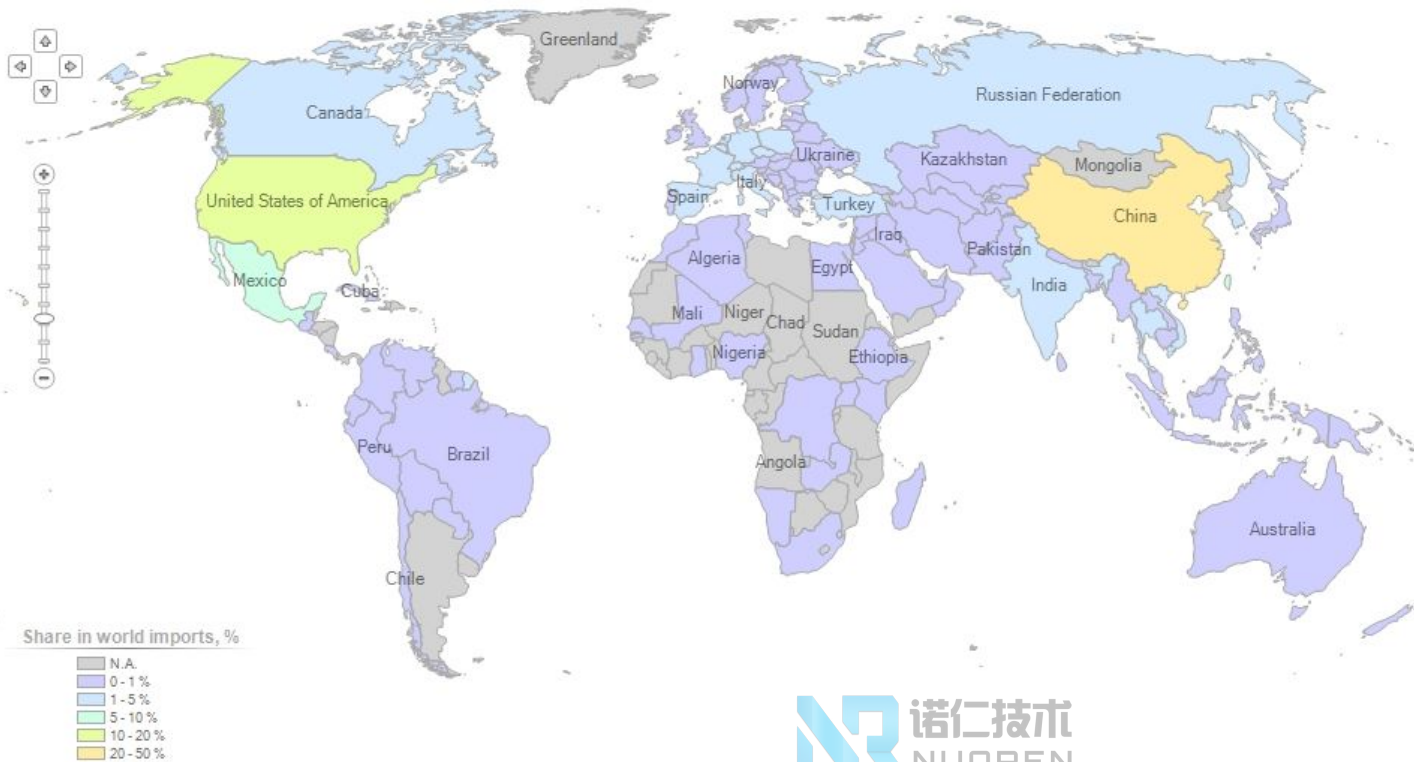 Greenland
Norway
Russian Federation
Canada
Ukraine
Kazakhstan
Mongolia
Italy
Spain
Turkey
United States of America
China
Iraq
Pakistan
Algeria
Egypt
India
Mexico
Cuba
Mali
Niger
Chad
Sudan
Nigeria
Ethiopia
Peru
Brazil
Angola
Australia
Chile
Share in world imports, %
N.A.
0 - 1 %
1 - 5 %
5 - 10 %
10 - 20 %
20 - 50 %
NR
诺仁技术
NUOREN